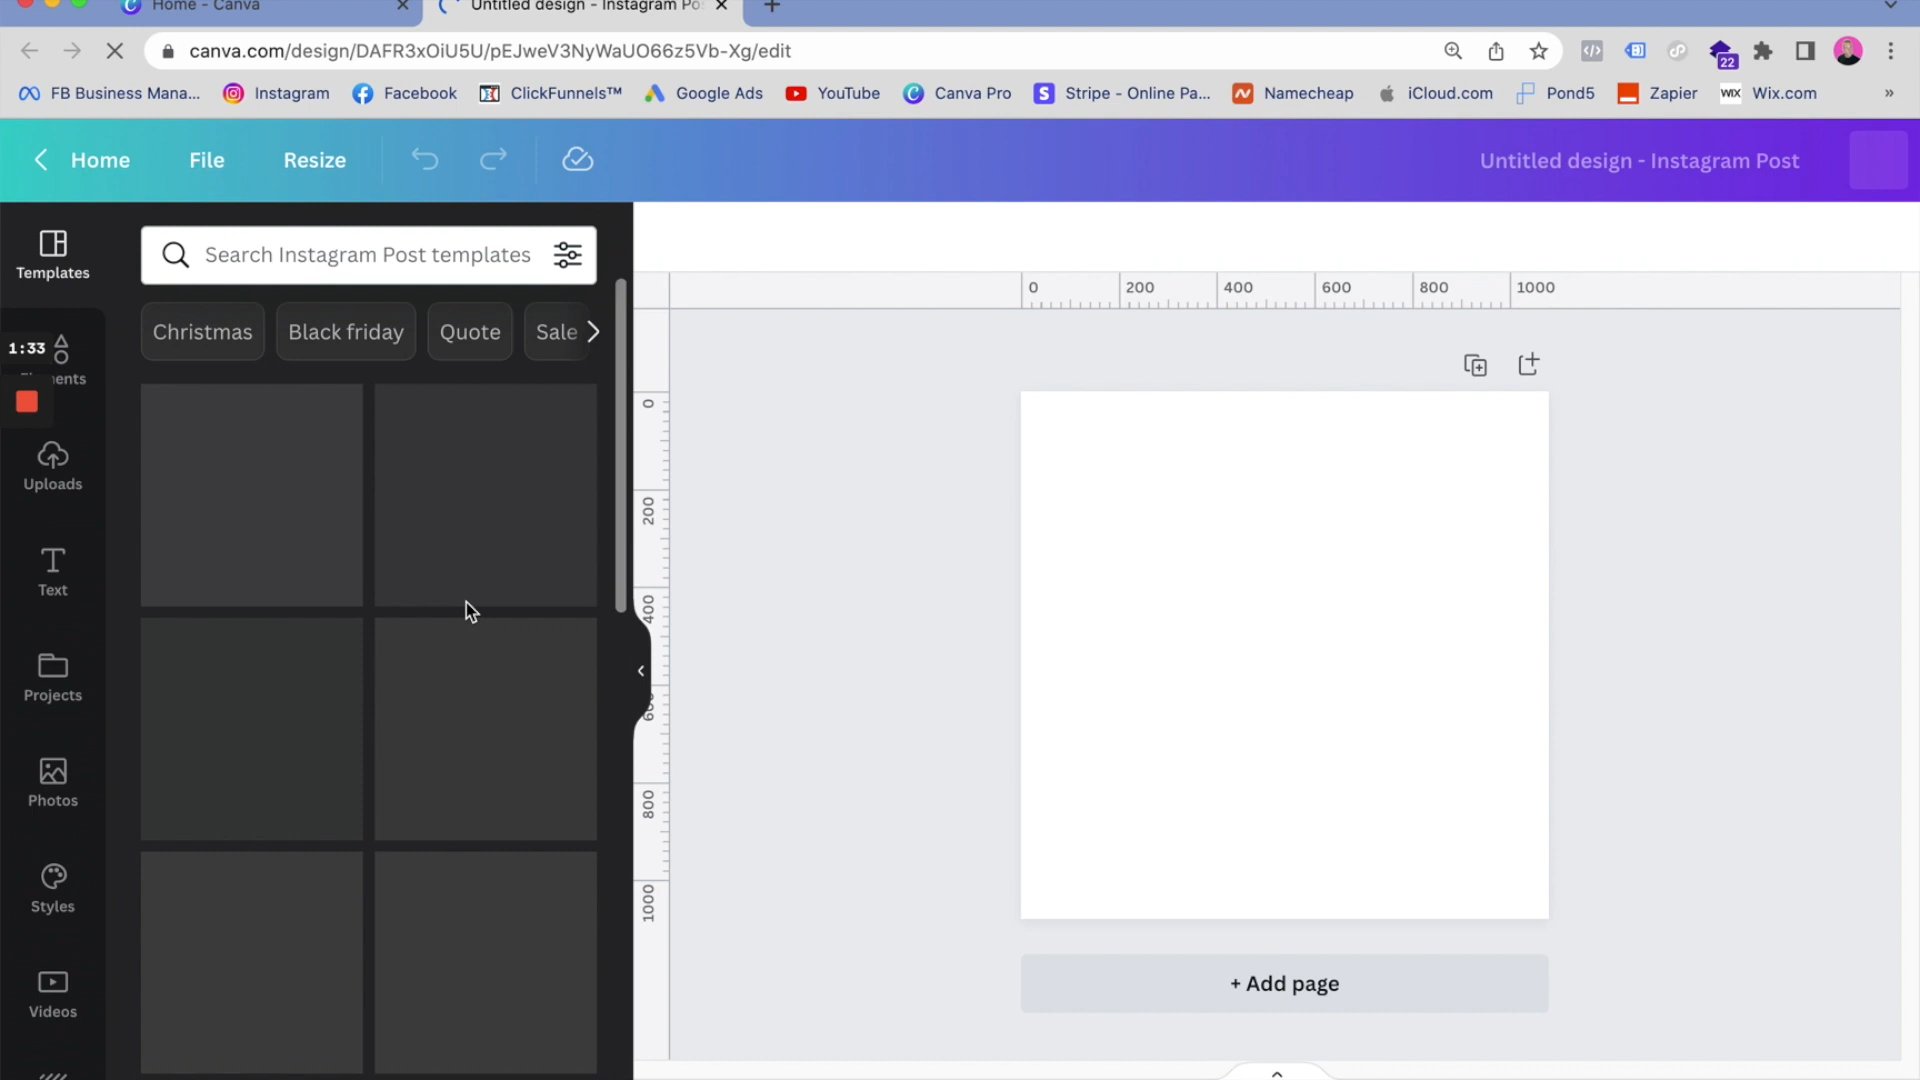 Home - Canva
Untitled design - Instagram Po
canva.com/design/DAFR3xOiU5U/pEJweV3NyWaUO66z5Vb-Xg/edit
22
FB Business Mana... Instagram Facebook ClickFunnels™ Google Ads YouTube Canva Pro Stripe - Online Pa... Namecheap iCloud.com Pond5 Zapier WIX Wix.com »
Home File Resize
Untitled design - Instagram Post
Templates
Search Instagram Post templates
Christmas Black friday Quote Sale
1:33
ents
Uploads
Text
Projects
Photos
Styles
Videos
0 200 400 600 800 1000
0
200
400
800
1000
+ Add page